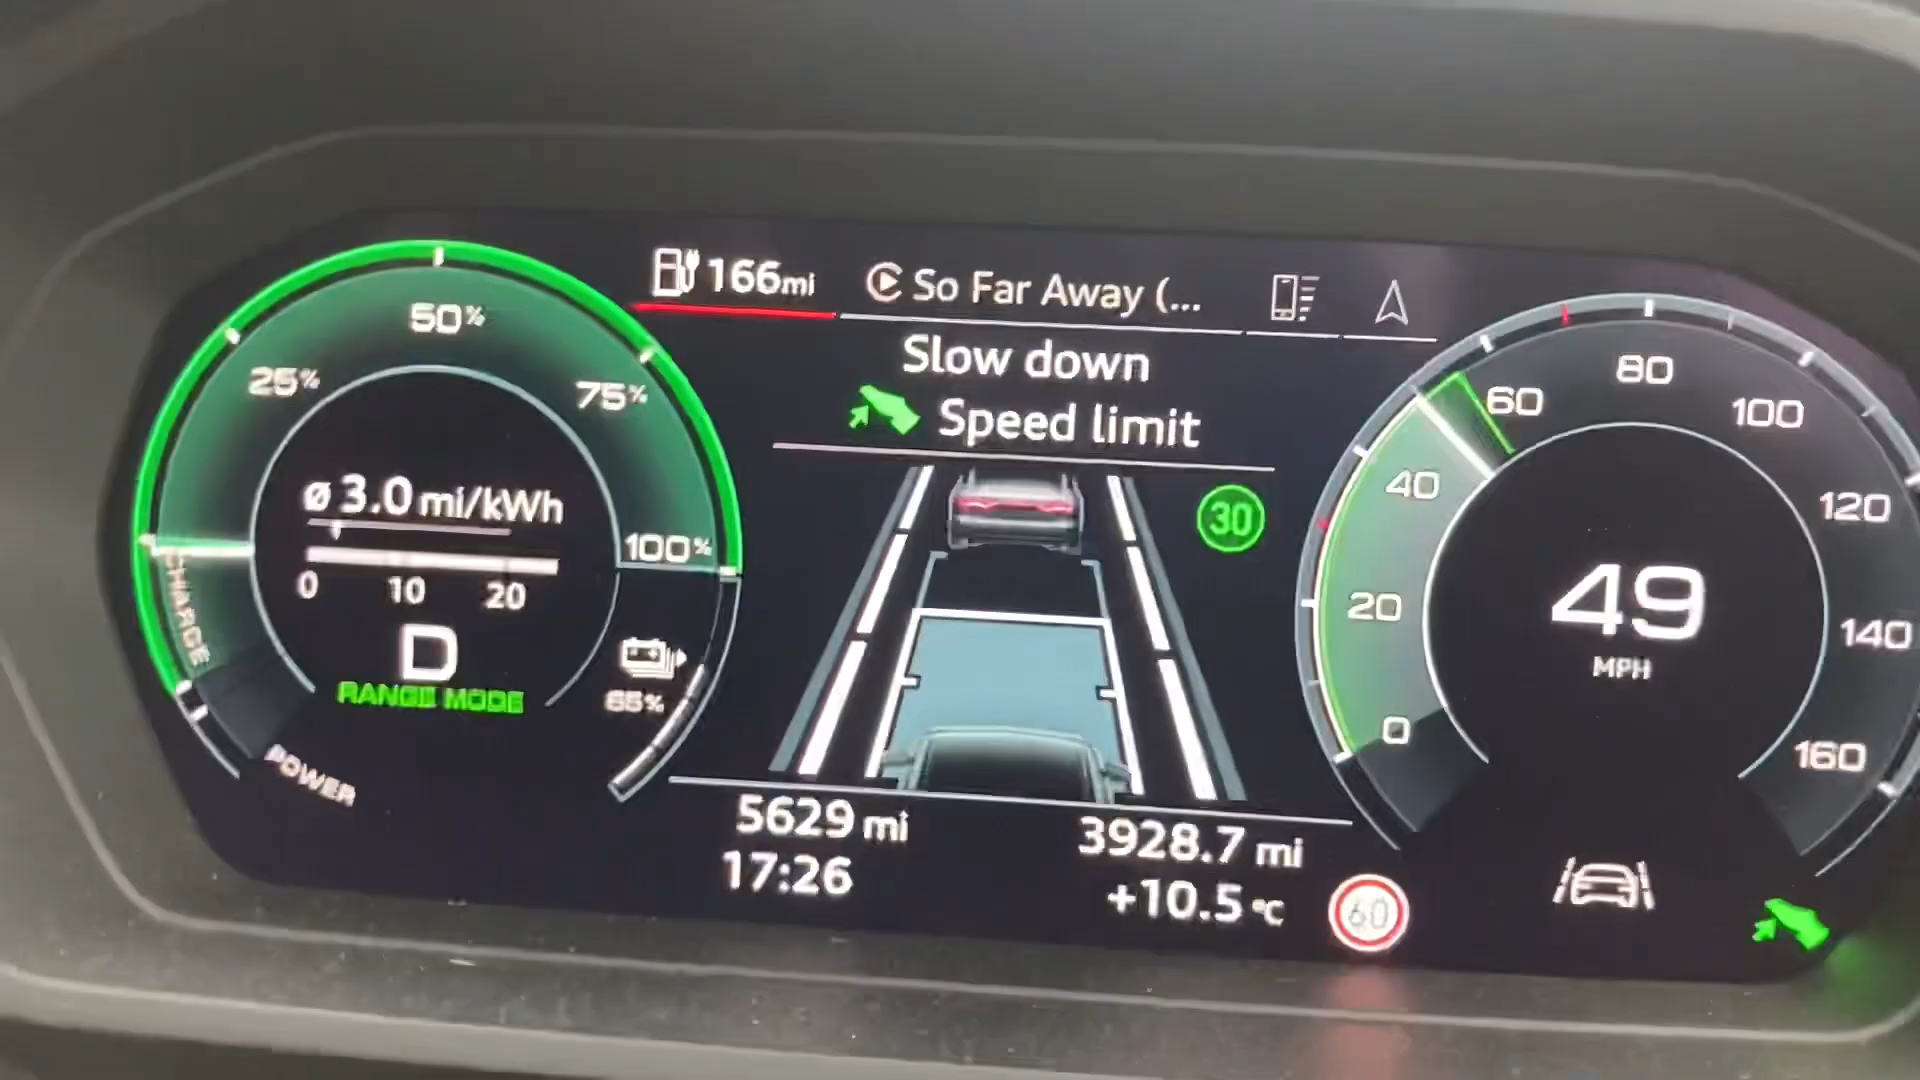 166mi
So Far Away (...
Slow down
Speed limit
30
25%
50%
75%
100%
ø 3.0 mi/kWh
0 10 20
D
RANGE MODE
CHARGE
POWER
65%
0
20
40
60
80
100
120
140
160
49
MPH
5629 mi
3928.7 mi
17:26
+10.5 °C
60